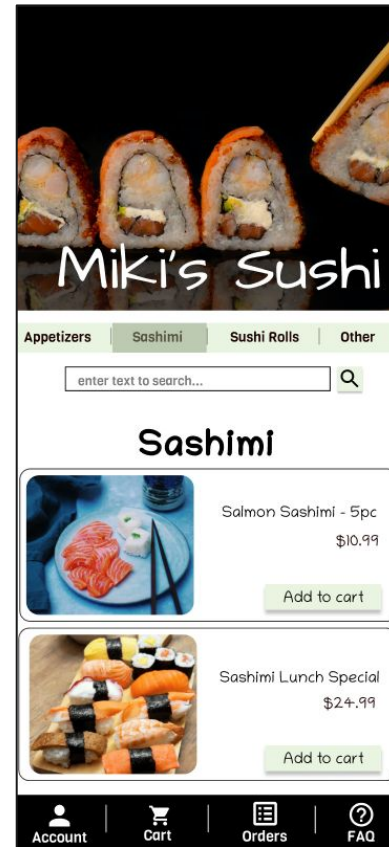 Miki's Sushi
Appetizers Sashimi Sushi Rolls Other
enter text to search...
Sashimi
Salmon Sashimi - 5pc
$10.99
Add to cart
Sashimi Lunch Special
$24.99
Add to cart
Account Cart Orders FAQ